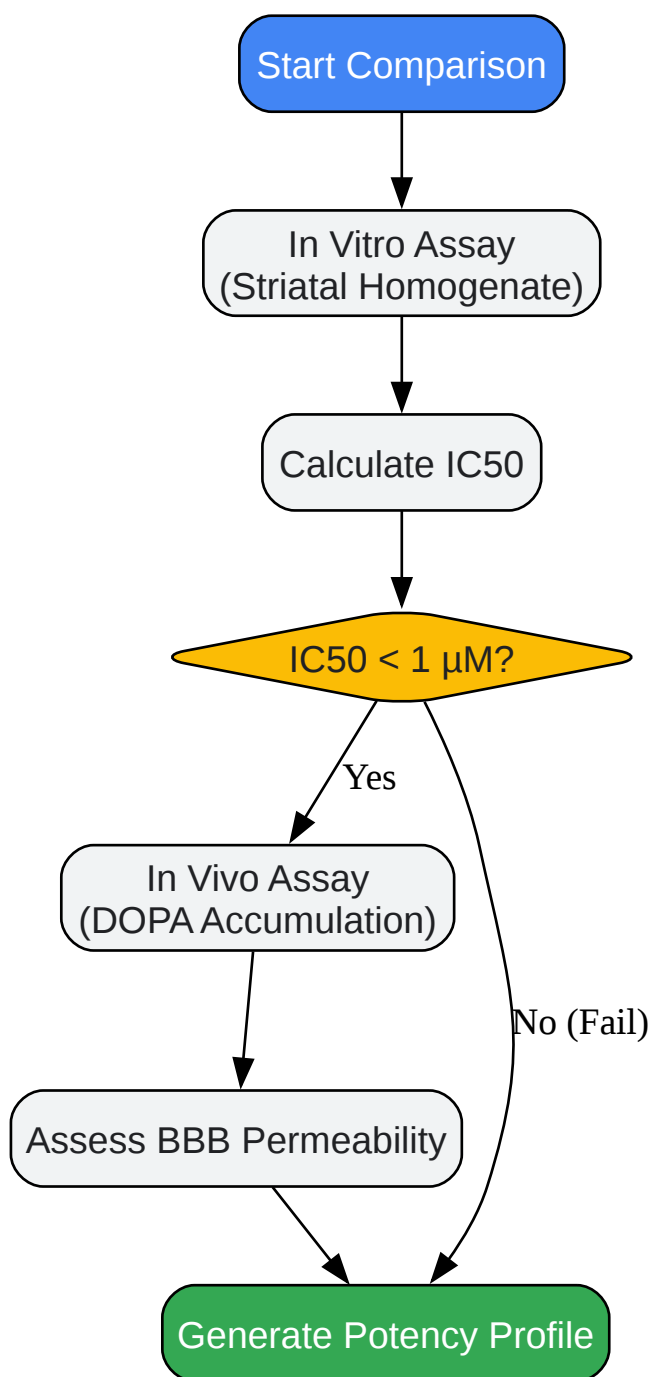 Start Comparison
In Vitro Assay
(Striatal Homogenate)
Calculate IC50
IC50 < 1 µM?
Yes
In Vivo Assay
(DOPA Accumulation)
No (Fail)
Assess BBB Permeability
Generate Potency Profile